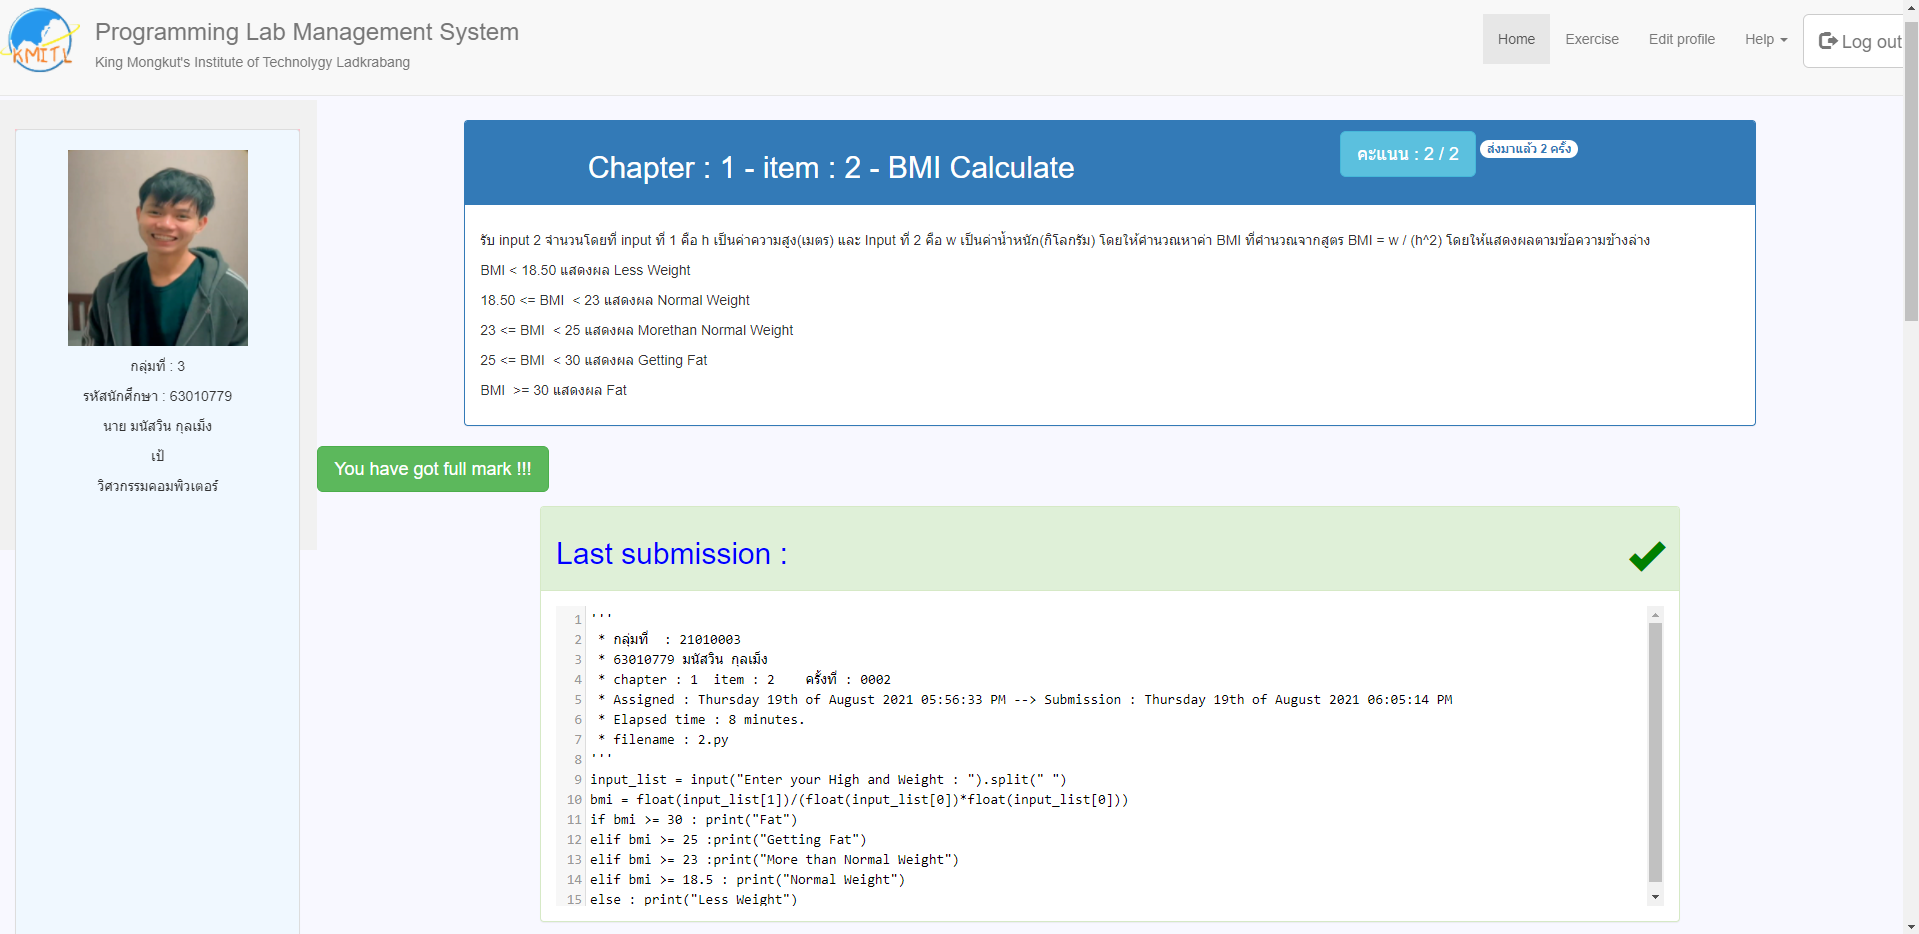 KMITL
Programming Lab Management System
King Mongkut's Institute of Technolygy Ladkrabang
Home
Exercise
Edit profile
Help
Log out
กลุ่มที่ : 3
รหัสนักศึกษา : 63010779
นาย มนัสวิน กุลเม็ง
เป้
วิศวกรรมคอมพิวเตอร์
Chapter : 1 - item : 2 - BMI Calculate
คะแนน : 2 / 2
ส่งมาแล้ว 2 ครั้ง
รับ input 2 จำนวนโดยที่ input ที่ 1 คือ h เป็นค่าความสูง(เมตร) และ Input ที่ 2 คือ w เป็นค่าน้ำหนัก(กิโลกรัม) โดยให้คำนวณหาค่า BMI ที่คำนวณจากสูตร BMI = w / (h^2) โดยให้แสดงผลตามข้อความข้างล่าง
BMI < 18.50 แสดงผล Less Weight
18.50 <= BMI  < 23 แสดงผล Normal Weight
23 <= BMI  < 25 แสดงผล Morethan Normal Weight
25 <= BMI  < 30 แสดงผล Getting Fat
BMI  >= 30 แสดงผล Fat
You have got full mark !!!
Last submission :
1 '''
2  * กลุ่มที่  : 21010003
3  * 63010779 มนัสวิน กุลเม็ง
4  * chapter : 1  item : 2    ครั้งที่ : 0002
5  * Assigned : Thursday 19th of August 2021 05:56:33 PM --> Submission : Thursday 19th of August 2021 06:05:14 PM
6  * Elapsed time : 8 minutes.
7  * filename : 2.py
8 '''
9 input_list = input("Enter your High and Weight : ").split(" ")
10 bmi = float(input_list[1])/(float(input_list[0])*float(input_list[0]))
11 if bmi >= 30 : print("Fat")
12 elif bmi >= 25 :print("Getting Fat")
13 elif bmi >= 23 :print("More than Normal Weight")
14 elif bmi >= 18.5 : print("Normal Weight")
15 else : print("Less Weight")